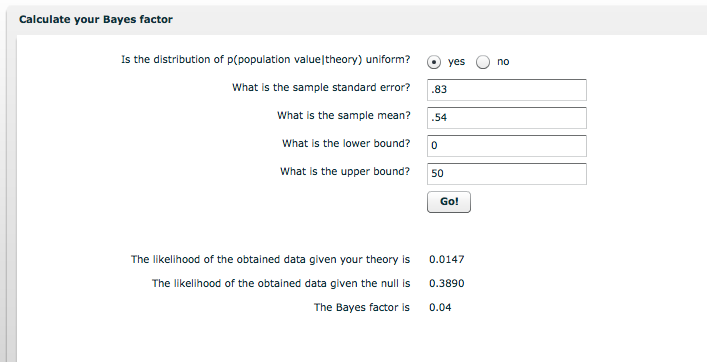 Calculate your Bayes factor
Is the distribution of p(population value|theory) uniform? yes no
What is the sample standard error? .83
What is the sample mean? .54
What is the lower bound? 0
What is the upper bound? 50
Go!
The likelihood of the obtained data given your theory is 0.0147
The likelihood of the obtained data given the null is 0.3890
The Bayes factor is 0.04